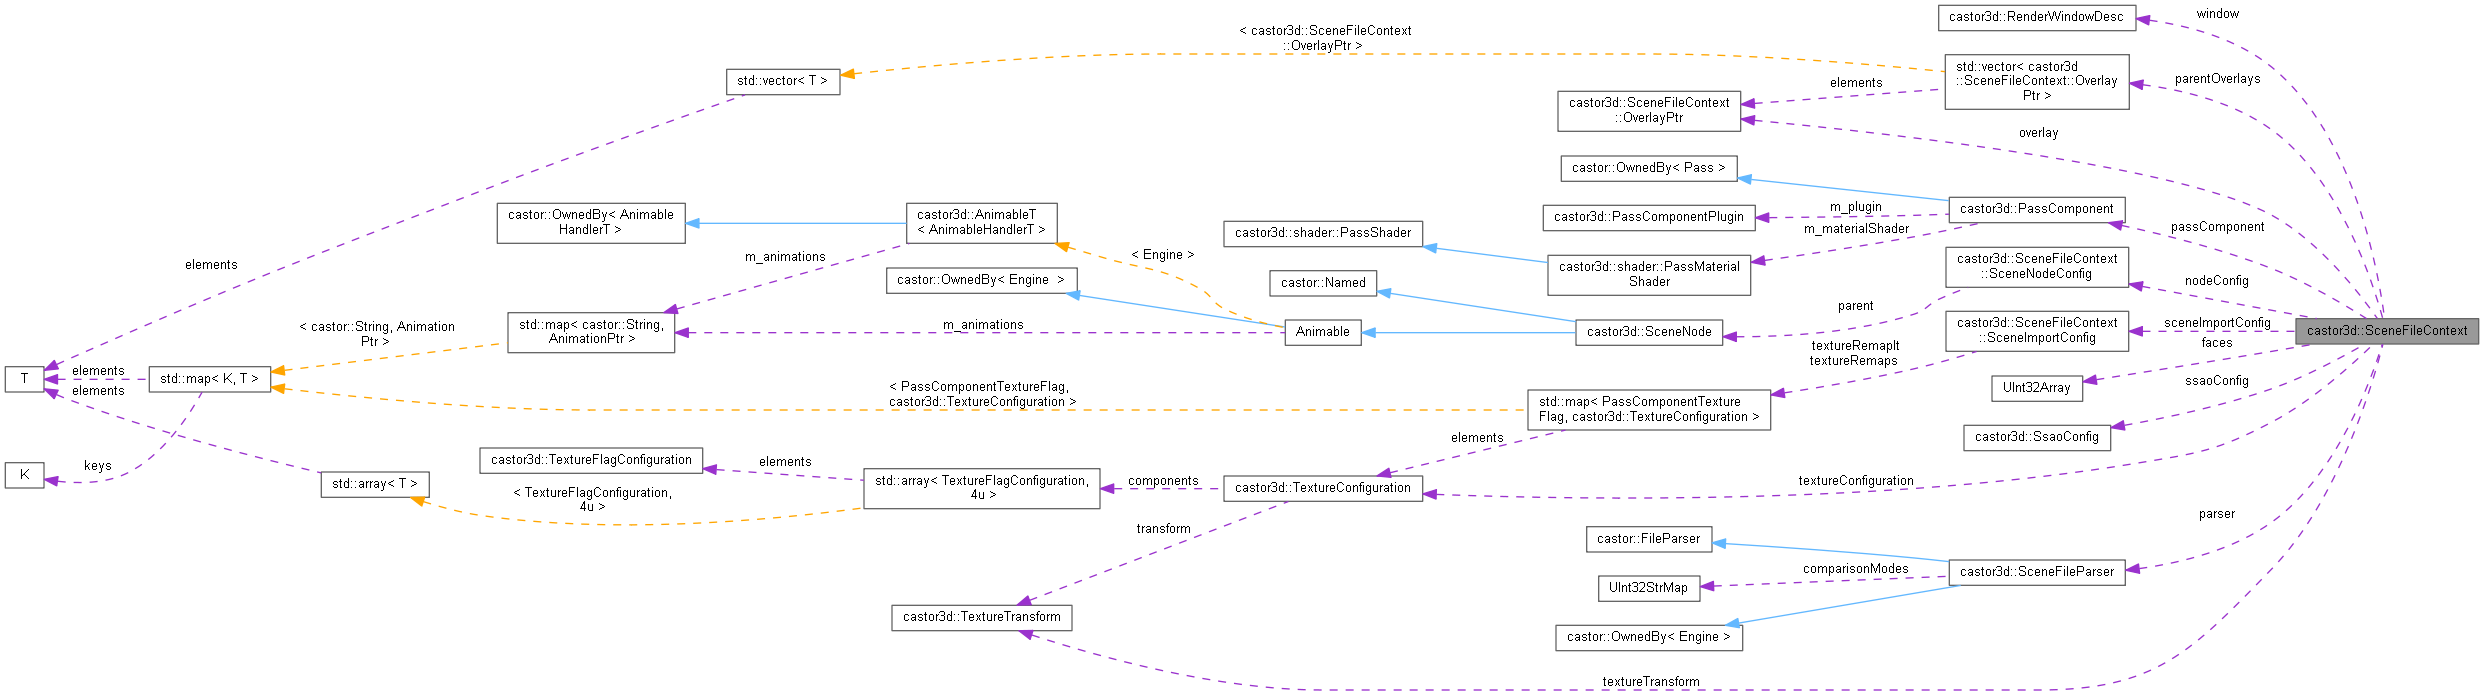 window
castor3d::RenderWindowDesc
< castor3d::SceneFileContext
::OverlayPtr >
std::vector< T >
std::vector< castor3d
::SceneFileContext::Overlay
Ptr >
parentOverlays
elements
castor3d::SceneFileContext
::OverlayPtr
overlay
castor::OwnedBy< Pass >
castor3d::PassComponentPlugin
m_plugin
castor3d::PassComponent
m_materialShader
passComponent
castor::OwnedBy< Animable
HandlerT >
castor3d::AnimableT
< AnimableHandlerT >
castor3d::shader::PassShader
castor3d::shader::PassMaterial
Shader
< Engine >
m_animations
elements
castor::OwnedBy< Engine  >
castor::Named
castor3d::SceneFileContext
::SceneNodeConfig
nodeConfig
parent
std::map< castor::String,
AnimationPtr >
m_animations
Animable
castor3d::SceneNode
castor3d::SceneFileContext
::SceneImportConfig
sceneImportConfig
castor3d::SceneFileContext
< castor::String, Animation
Ptr >
textureRemapIt
textureRemaps
faces
UInt32Array
ssaoConfig
T
elements
elements
std::map< K, T >
< PassComponentTextureFlag,
castor3d::TextureConfiguration >
std::map< PassComponentTexture
Flag, castor3d::TextureConfiguration >
castor3d::SsaoConfig
elements
K
keys
std::array< T >
castor3d::TextureFlagConfiguration
elements
< TextureFlagConfiguration,
4u >
std::array< TextureFlagConfiguration,
4u >
components
castor3d::TextureConfiguration
textureConfiguration
transform
parser
castor::FileParser
UInt32StrMap
comparisonModes
castor3d::SceneFileParser
castor3d::TextureTransform
castor::OwnedBy< Engine >
textureTransform